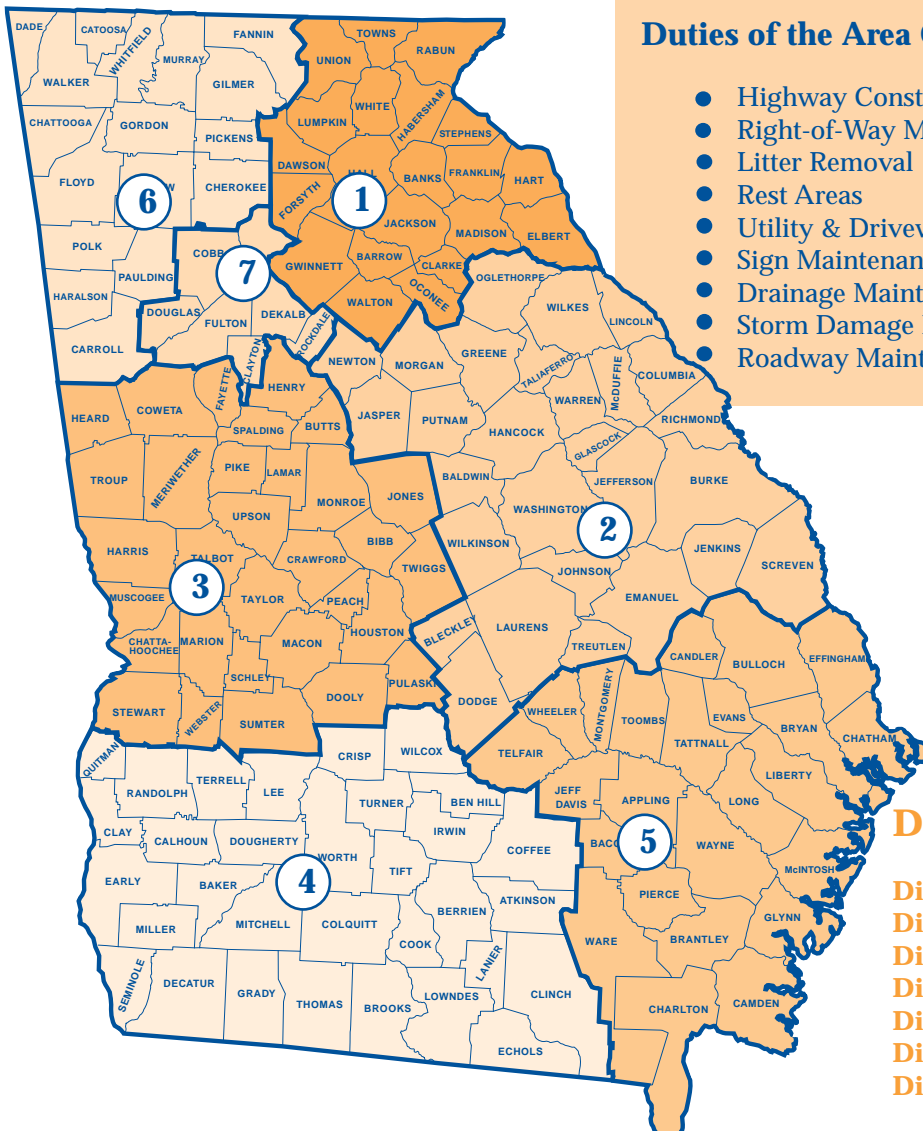 Duties of the Area
Highway Const
Right-of-Way M
Litter Removal
Rest Areas
Utility & Drivew
Sign Maintenan
Drainage Maint
Storm Damage
Roadway Maint
DADE
CATOOSA
WHITFIELD
MURRAY
FANNIN
WALKER
GILMER
CHATTOOGA
GORDON
PICKENS
FLOYD
CHEROKEE
6
POLK
PAULDING
HARALSON
CARROLL
TOWNS
RABUN
UNION
WHITE
HABERSHAM
LUMPKIN
STEPHENS
DAWSON
HALL
BANKS
FRANKLIN
HART
FORSYTH
1
JACKSON
MADISON
ELBERT
GWINNETT
BARROW
CLARKE
OCONEE
WALTON
COBB
7
DOUGLAS
FULTON
DEKALB
ROCKDALE
CLAYTON
OGLETHORPE
WILKES
LINCOLN
NEWTON
MORGAN
GREENE
TALIAFERRO
McDUFFIE
COLUMBIA
WARREN
RICHMOND
JASPER
PUTNAM
HANCOCK
GLASCOCK
BALDWIN
JEFFERSON
BURKE
WASHINGTON
2
WILKINSON
JENKINS
SCREVEN
JOHNSON
EMANUEL
BLECKLEY
LAURENS
TREUTLEN
DODGE
FAYETTE
HENRY
HEARD
COWETA
SPALDING
BUTTS
TROUP
MERIWETHER
PIKE
LAMAR
MONROE
JONES
UPSON
HARRIS
TALBOT
CRAWFORD
BIBB
TWIGGS
3
MUSCOGEE
TAYLOR
PEACH
CHATTA-
HOOCHEE
MARION
MACON
HOUSTON
SCHLEY
DOOLY
PULASKI
STEWART
WEBSTER
SUMTER
CANDLER
BULLOCH
EFFINGHAM
WHEELER
MONTGOMERY
TOOMBS
EVANS
BRYAN
CHATHAM
TELFAIR
TATTNALL
LIBERTY
JEFF
DAVIS
APPLING
LONG
5
WAYNE
McINTOSH
PIERCE
GLYNN
WARE
BRANTLEY
CHARLTON
CAMDEN
QUITMAN
CRISP
WILCOX
RANDOLPH
TERRELL
LEE
TURNER
BEN HILL
CLAY
CALHOUN
DOUGHERTY
IRWIN
COFFEE
WORTH
TIFT
4
EARLY
BAKER
ATKINSON
MILLER
MITCHELL
COLQUITT
BERRIEN
COOK
LANIER
SEMINOLE
DECATUR
GRADY
THOMAS
BROOKS
LOWNDES
CLINCH
ECHOLS
D
Di
Di
Di
Di
Di
Di
Di